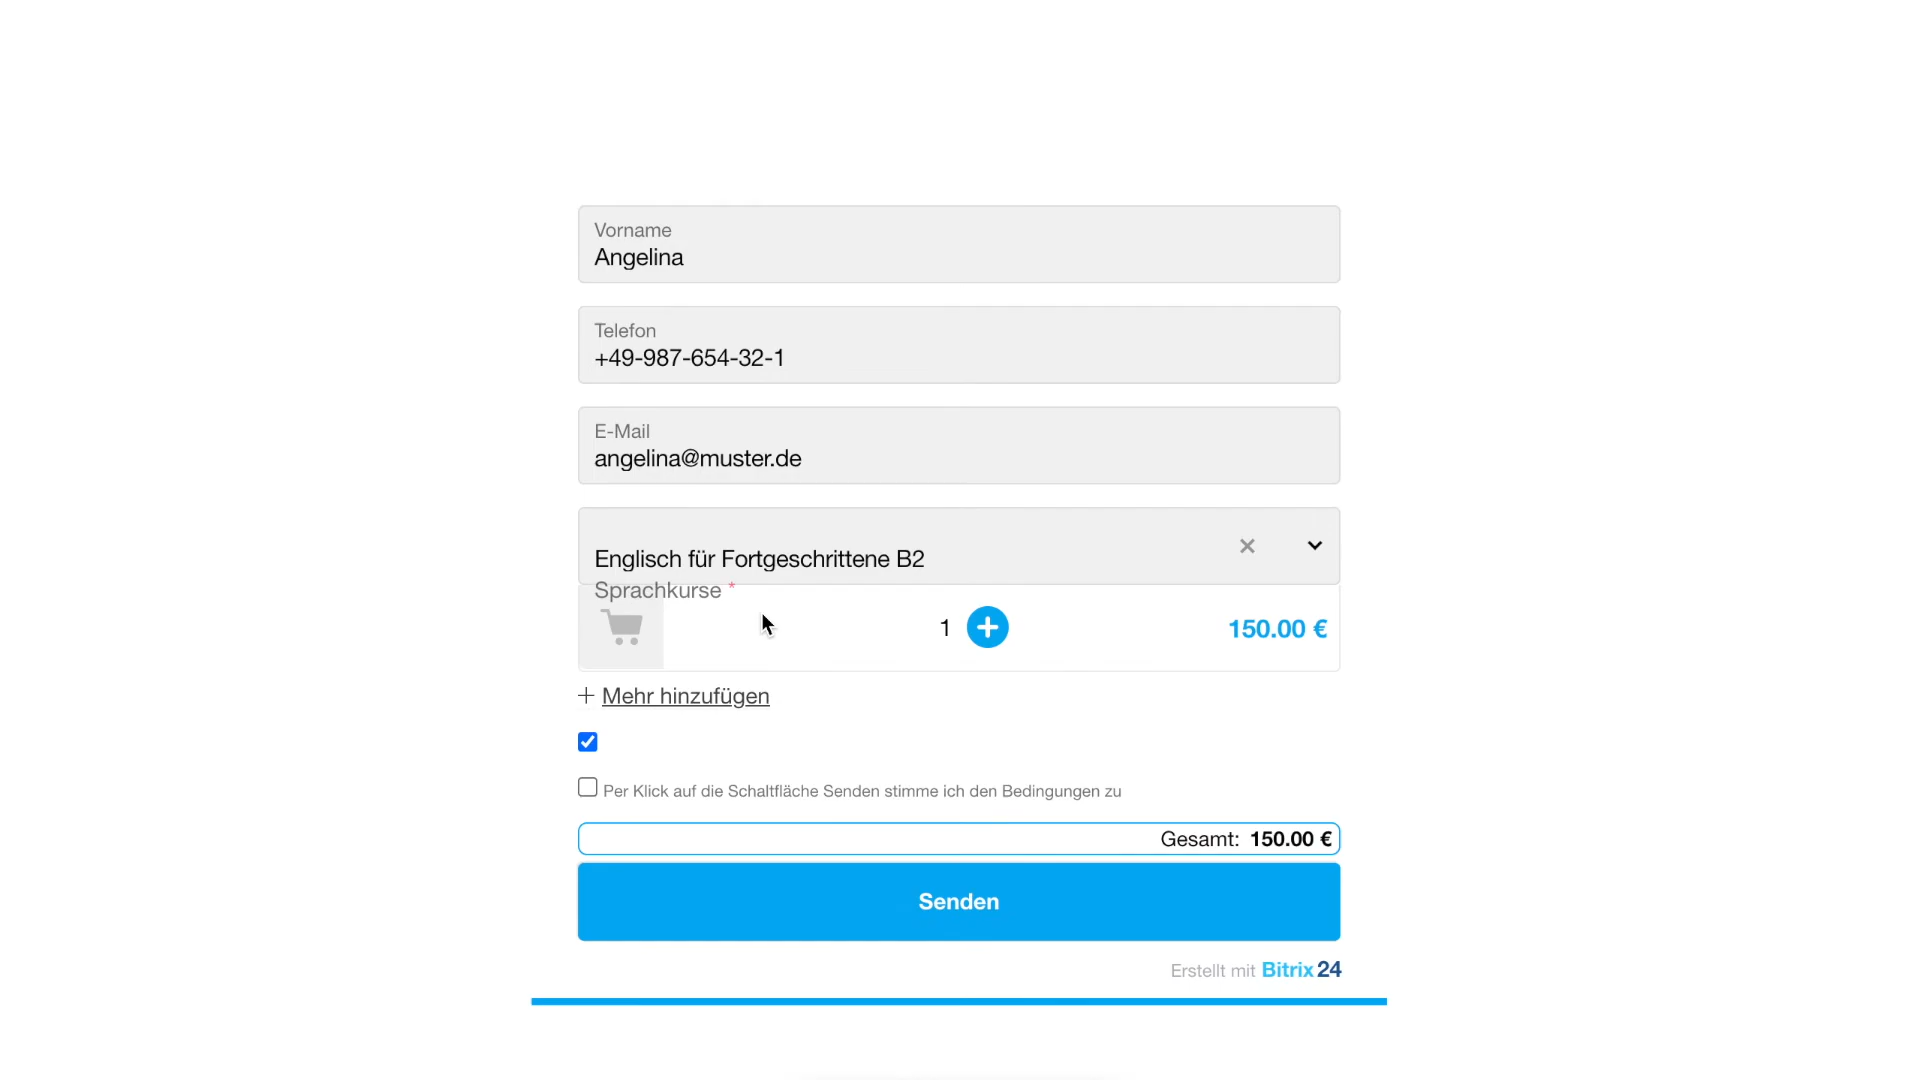 Vorname
Angelina
Telefon
+49-987-654-32-1
E-Mail
angelina@muster.de
Englisch für Fortgeschrittene B2
Sprachkurse *
1
150.00 €
Mehr hinzufügen
Per Klick auf die Schaltfläche Senden stimme ich den Bedingungen zu
Gesamt: 150.00 €
Senden
Erstellt mit Bitrix24